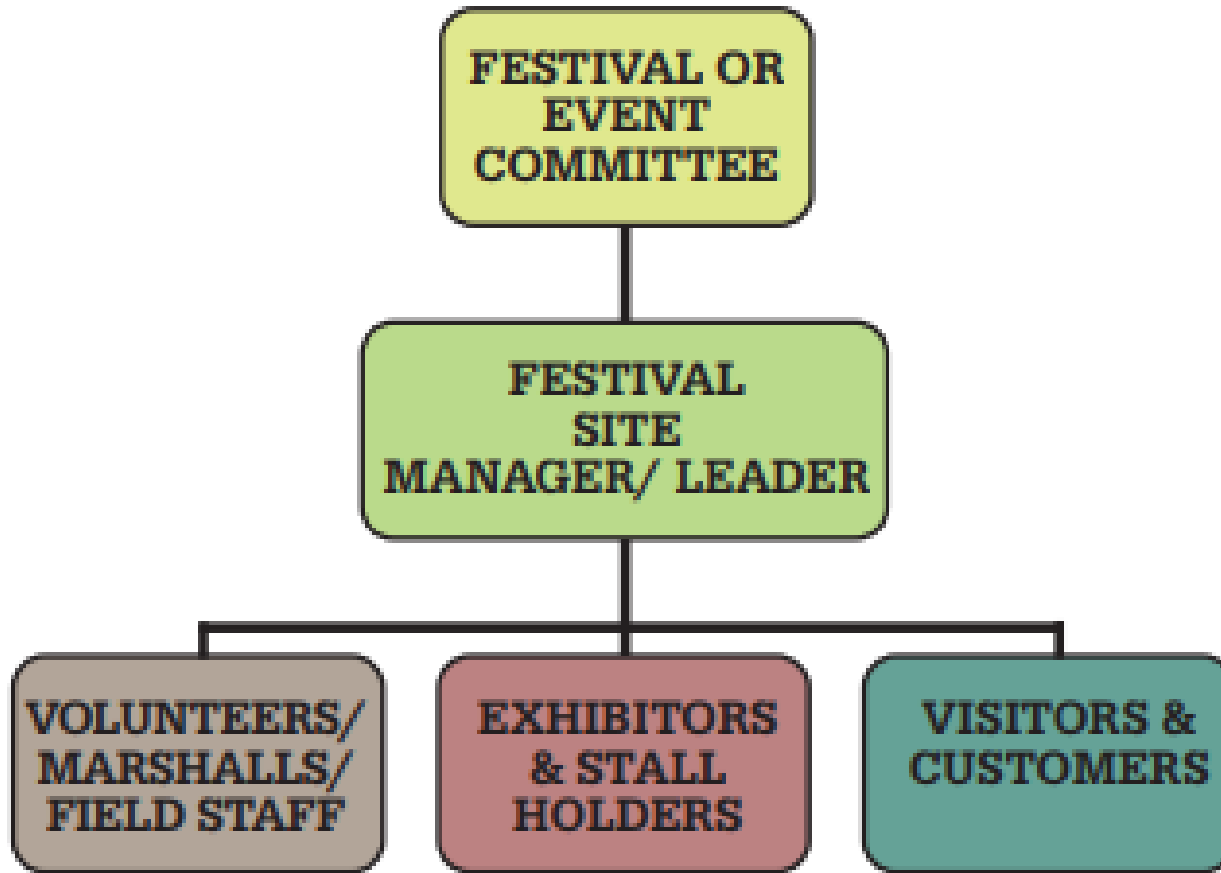 FESTIVAL OR
EVENT
COMMITTEE
FESTIVAL
SITE
MANAGER/ LEADER
VOLUNTEERS/
MARSHALLS/
FIELD STAFF
EXHIBITORS
& STALL
HOLDERS
VISITORS &
CUSTOMERS